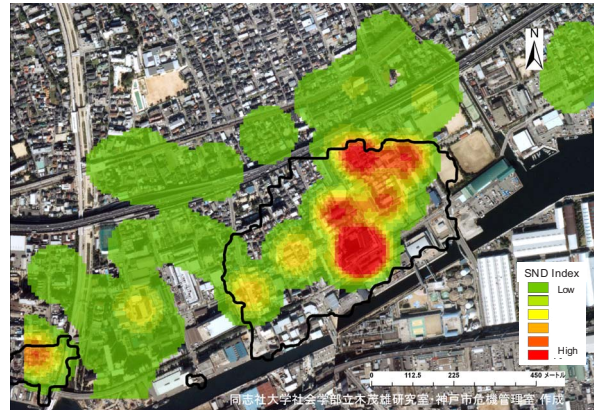 N
SND Index
Low
High
0 112.5 225 450 メートル
同志社大学社会学部立木茂雄研究室・神戸市危機管理室 作成